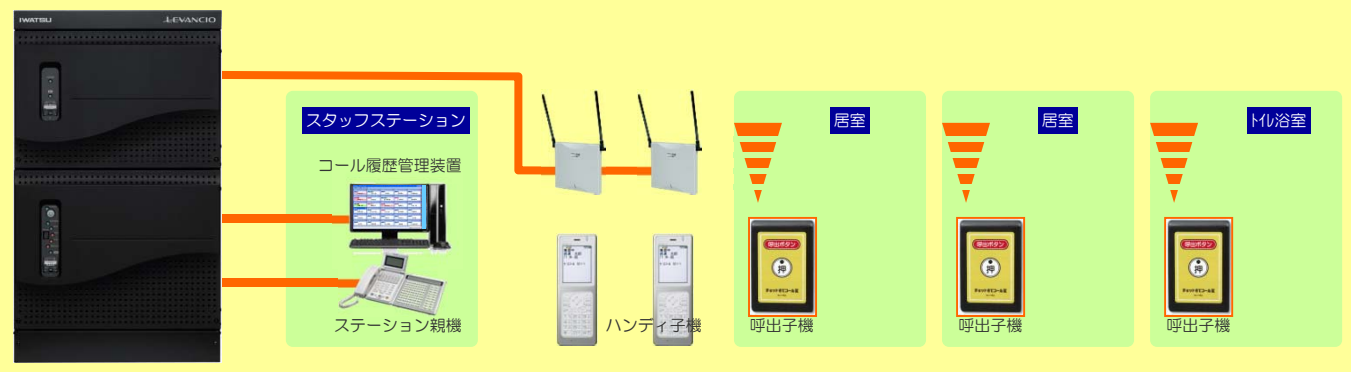 IWATSU LEVANCIO
スタッフステーション
コール履歴管理装置
ステーション親機
ハンディ子機
居室
呼出ボタン
押
呼出子機
居室
呼出ボタン
押
呼出子機
ﾄｲﾚ浴室
呼出ボタン
押
呼出子機